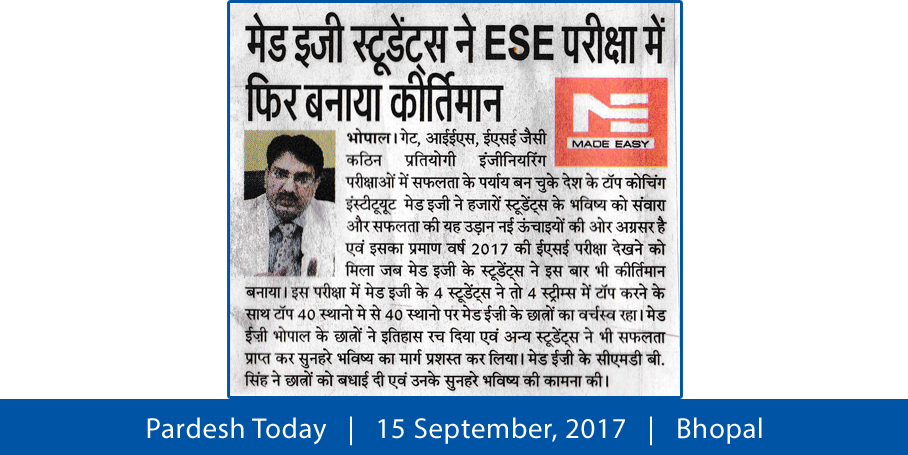 मेड इजी स्टूडेंट्स ने ESE परीक्षा में
फिर बनाया कीर्तिमान
ME
MADE EASY
भोपाल। गेट, आईईएस, ईएसई जैसी
कठिन प्रतियोगी इंजीनियरिंग
परीक्षाओं में सफलता के पर्याय बन चुके देश के टॉप कोचिंग
इंस्टीटूयूट मेड इजी ने हजारों स्टूडेंट्स के भविष्य को संवारा
और सफलता की यह उड़ान नई ऊंचाइयों की ओर अग्रसर है
एवं इसका प्रमाण वर्ष 2017 की ईएसई परीक्षा देखने को
मिला जब मेड इजी के स्टूडेंट्स ने इस बार भी कीर्तिमान
बनाया। इस परीक्षा में मेड इजी के 4 स्टूडेंट्स ने तो 4 स्ट्रीम्स में टॉप करने के
साथ टॉप 40 स्थानो मे से 40 स्थानो पर मेड ईज़ी के छात्रों का वर्चस्व रहा। मेड
ईज़ी भोपाल के छात्रों ने इतिहास रच दिया एवं अन्य स्टूडेंट्स ने भी सफलता
प्राप्त कर सुनहरे भविष्य का मार्ग प्रशस्त कर लिया। मेड ईज़ी के सीएमडी बी.
सिंह ने छात्रों को बधाई दी एवं उनके सुनहरे भविष्य की कामना की।
Pardesh Today | 15 September, 2017 | Bhopal